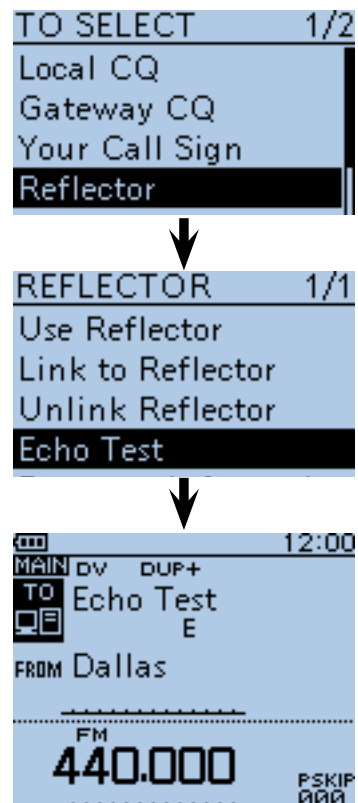 TO SELECT 1/2
Local CQ
Gateway CQ
Your Call Sign
Reflector
REFLECTOR 1/1
Use Reflector
Link to Reflector
Unlink Reflector
Echo Test
12:00
MAIN DV DUP+
TO Echo Test
E
FROM Dallas
FM
440.000 PSKIP
000